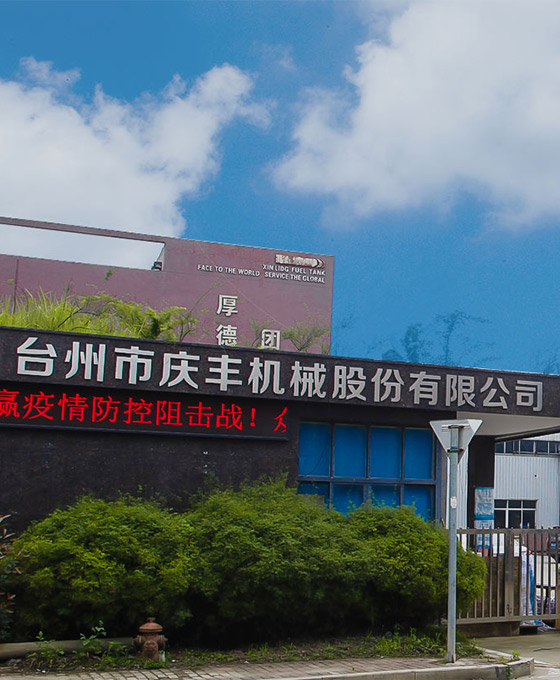 XIN LIDG FUEL TANK
FACE TO THE WORLD SERVICE THE GLOBAL
厚德
团
台州市庆丰机械股份有限公司
赢疫情防控阻击战!